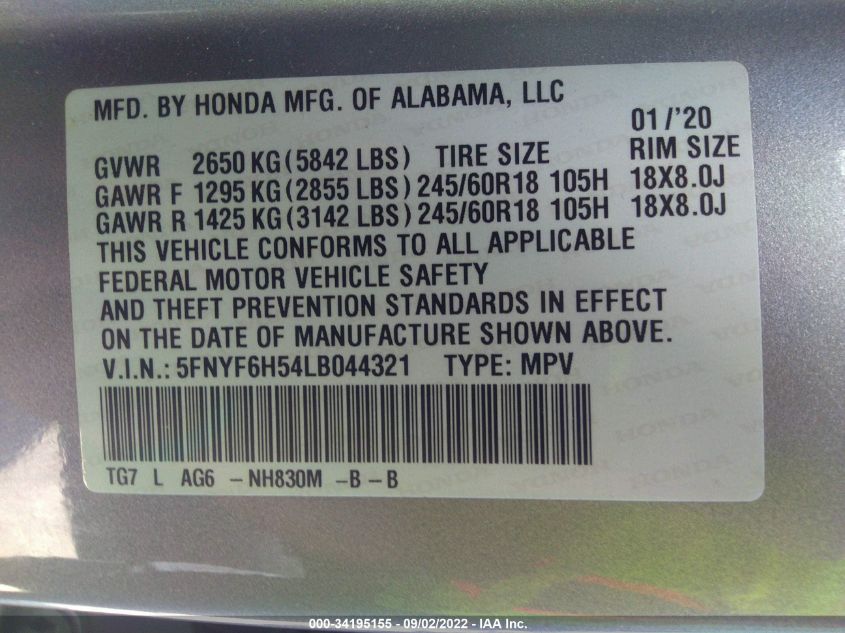 MFD. BY HONDA MFG. OF ALABAMA, LLC
01/'20
GVWR 2650 KG (5842 LBS) TIRE SIZE RIM SIZE
GAWR F 1295 KG (2855 LBS) 245/60R18 105H 18X8.0J
GAWR R 1425 KG (3142 LBS) 245/60R18 105H 18X8.0J
THIS VEHICLE CONFORMS TO ALL APPLICABLE
FEDERAL MOTOR VEHICLE SAFETY
AND THEFT PREVENTION STANDARDS IN EFFECT
ON THE DATE OF MANUFACTURE SHOWN ABOVE.
V.I.N.: 5FNYF6H54LB044321 TYPE: MPV
TG7 L AG6 - NH830M - B - B
HONDA
000-34195155 - 09/02/2022 - IAA Inc.